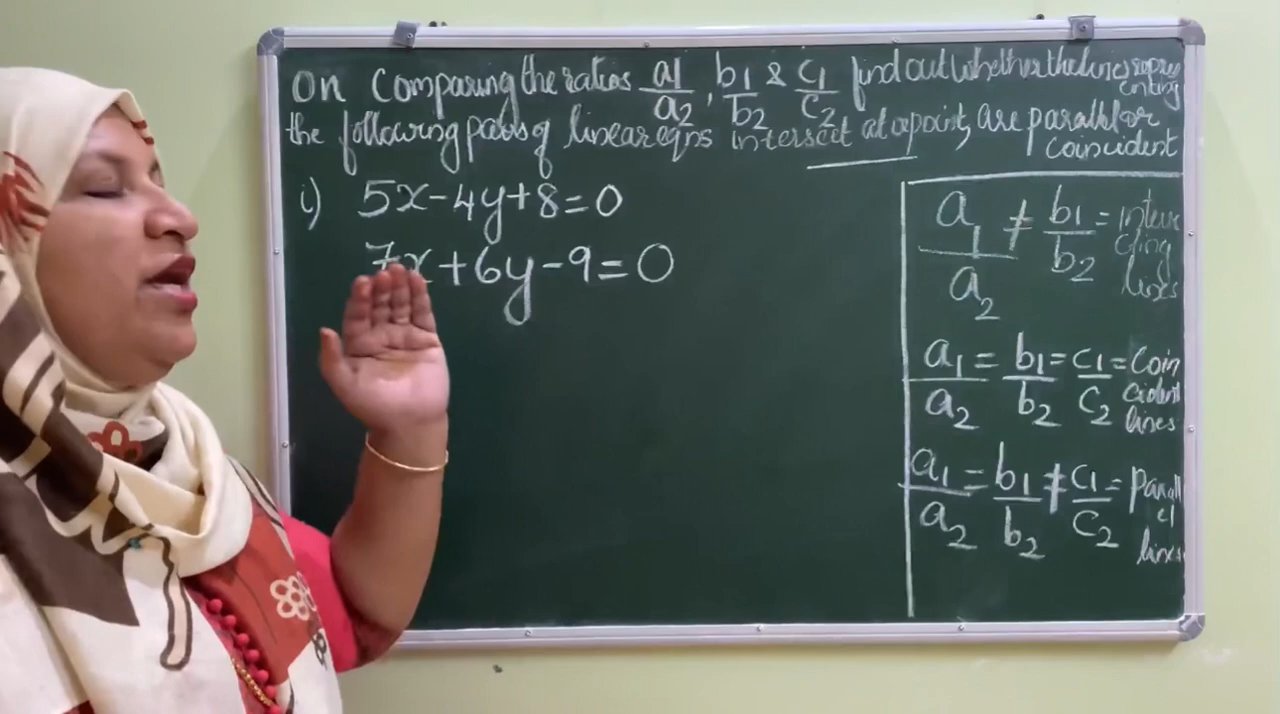 On Comparing the ratios a1/a2, b1/b2 & c1/c2 find out whether the lines representing
the following pairs of linear eqns intersect at a point, are parallel or coincident
i) 5x-4y+8=0
7x+6y-9=0
a1/a2 ≠ b1/b2 = intersecting lines
a1/a2 = b1/b2 = c1/c2 = Coincident lines
a1/a2 = b1/b2 ≠ c1/c2 = parallel lines